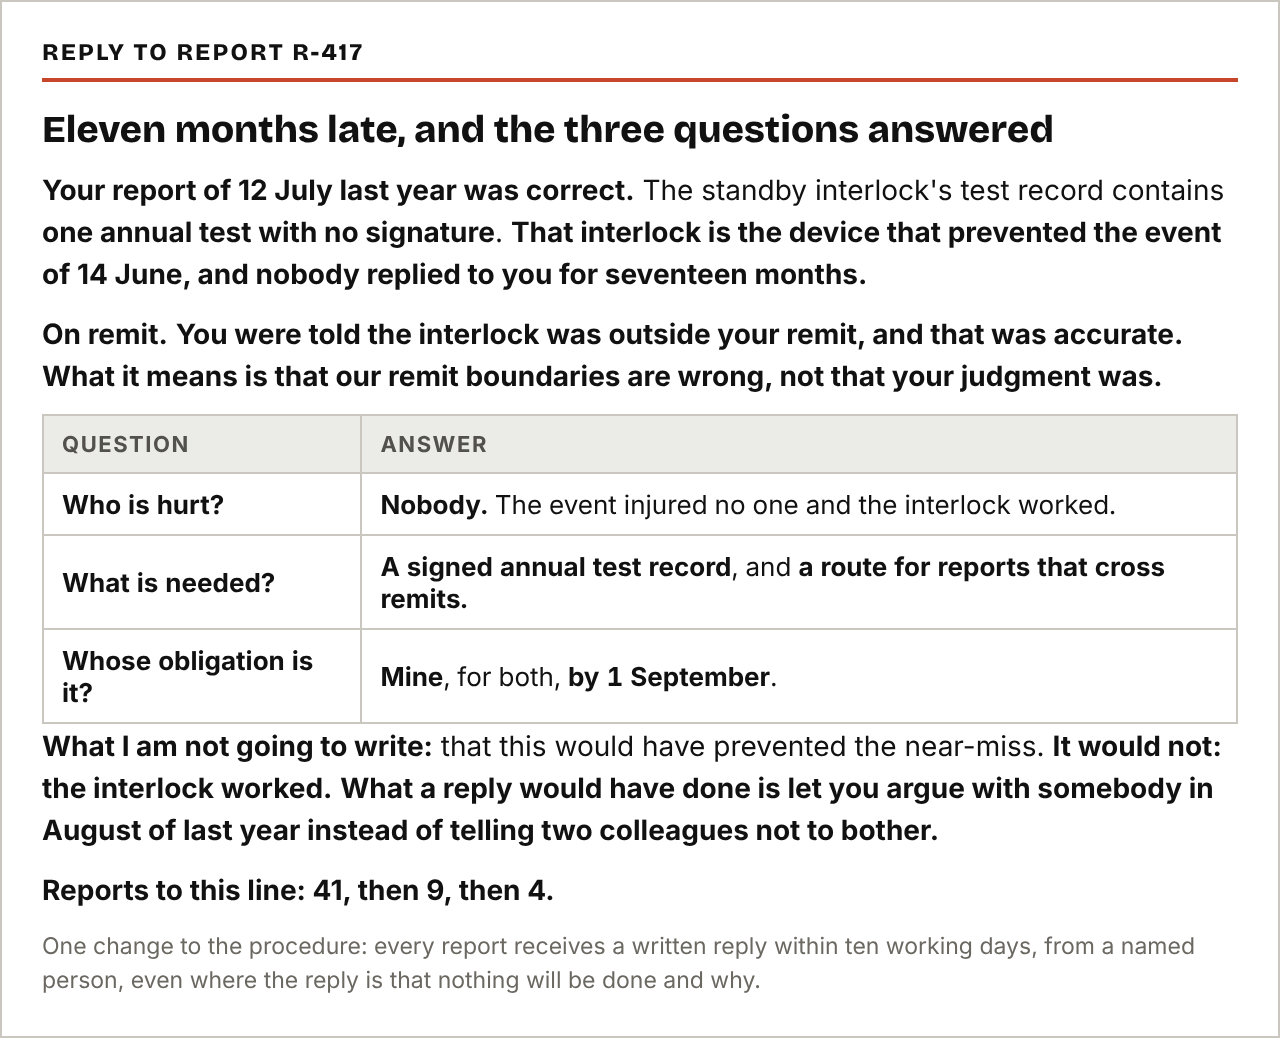 REPLY TO REPORT R-417
Eleven months late, and the three questions answered
Your report of 12 July last year was correct. The standby interlock's test record contains
one annual test with no signature. That interlock is the device that prevented the event
of 14 June, and nobody replied to you for seventeen months.
On remit. You were told the interlock was outside your remit, and that was accurate.
What it means is that our remit boundaries are wrong, not that your judgment was.
QUESTION
ANSWER
Who is hurt?
Nobody. The event injured no one and the interlock worked.
What is needed?
A signed annual test record, and a route for reports that cross
remits.
Whose obligation is
it?
Mine, for both, by 1 September.
What I am not going to write: that this would have prevented the near-miss. It would not:
the interlock worked. What a reply would have done is let you argue with somebody in
August of last year instead of telling two colleagues not to bother.
Reports to this line: 41, then 9, then 4.
One change to the procedure: every report receives a written reply within ten working days, from a named
person, even where the reply is that nothing will be done and why.